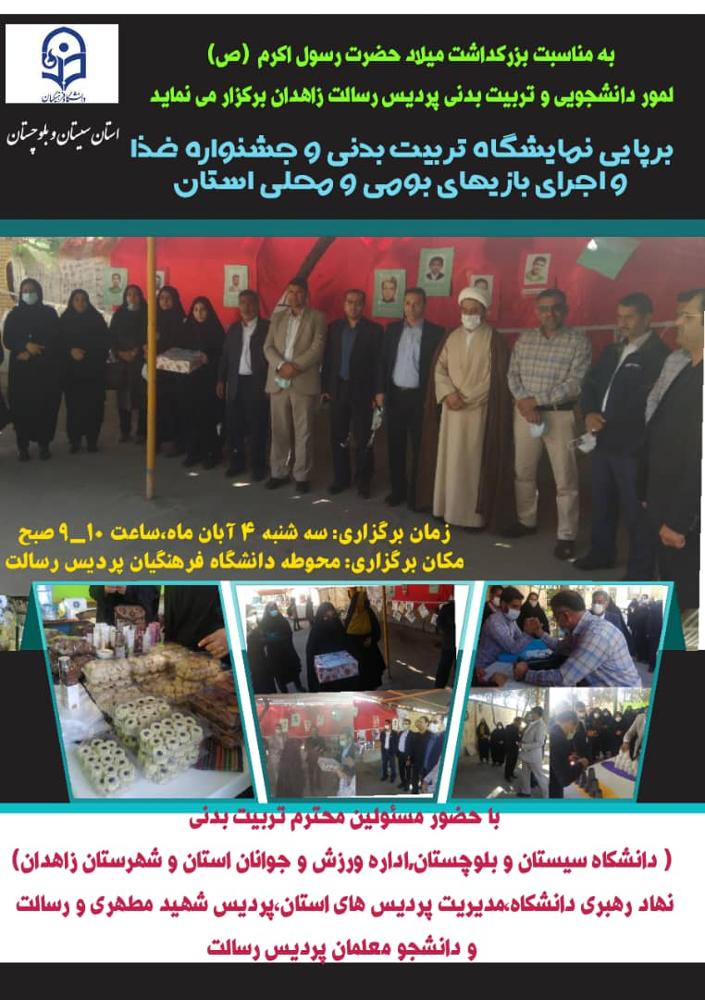 دانشگاه فرهنگیان
استان سیستان و بلوچستان
به مناسبت بزرگداشت میلاد حضرت رسول اکرم (ص)
لمور دانشجویی و تربیت بدنی پردیس رسالت زاهدان برگزار می نماید
برپایی نمایشگاه تربیت بدنی و جشنواره غذا
و اجرای بازیهای بومی و محلی استان
زمان برگزاری: سه شنبه ۴ آبان ماه،ساعت ۱۰_۹ صبح
مکان برگزاری: محوطه دانشگاه فرهنگیان پردیس رسالت
با حضور مسئولین محترم تربیت بدنی
( دانشگاه سیستان و بلوچستان,اداره ورزش و جوانان استان و شهرستان زاهدان)
نهاد رهبری دانشگاه،مدیریت پردیس های استان،پردیس شهید مطهری و رسالت
و دانشجو معلمان پردیس رسالت